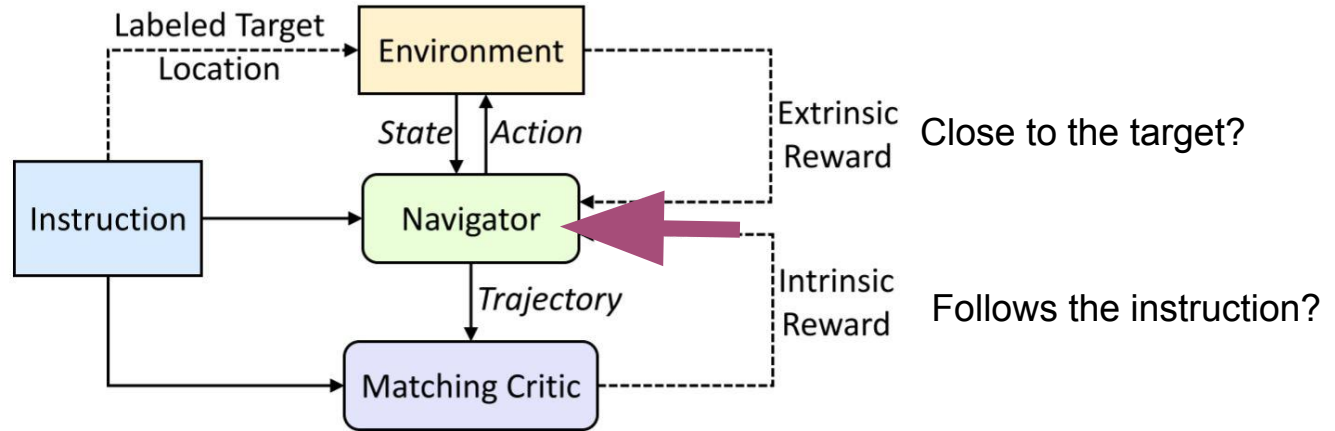 Labeled Target
Location
Environment
State
Action
Extrinsic
Reward
Close to the target?
Instruction
Navigator
Trajectory
Intrinsic
Reward
Follows the instruction?
Matching Critic